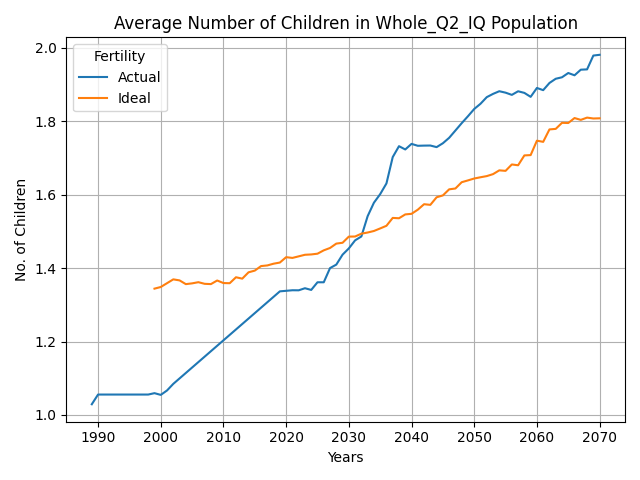 Average Number of Children in Whole_Q2_IQ Population
Fertility
Actual
Ideal
No. of Children
2.0
1.8
1.6
1.4
1.2
1.0
1990 2000 2010 2020 2030 2040 2050 2060 2070
Years